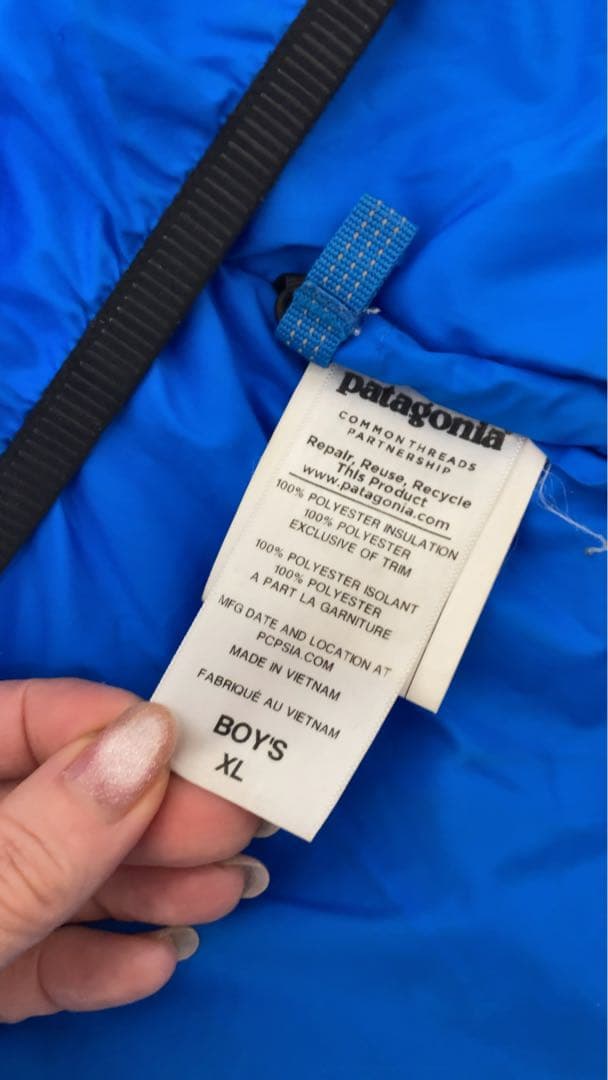 patagonia
COMMON THREADS
PARTNERSHIP
Repair, Reuse, Recycle
This Product
www.patagonia.com
100% POLYESTER INSULATION
100% POLYESTER
EXCLUSIVE OF TRIM
100% POLYESTER ISOLANT
100% POLYESTER
A PART LA GARNITURE
MFG DATE AND LOCATION AT
PCPSIA.COM
MADE IN VIETNAM
FABRIQUÉ AU VIETNAM
BOY'S
XL